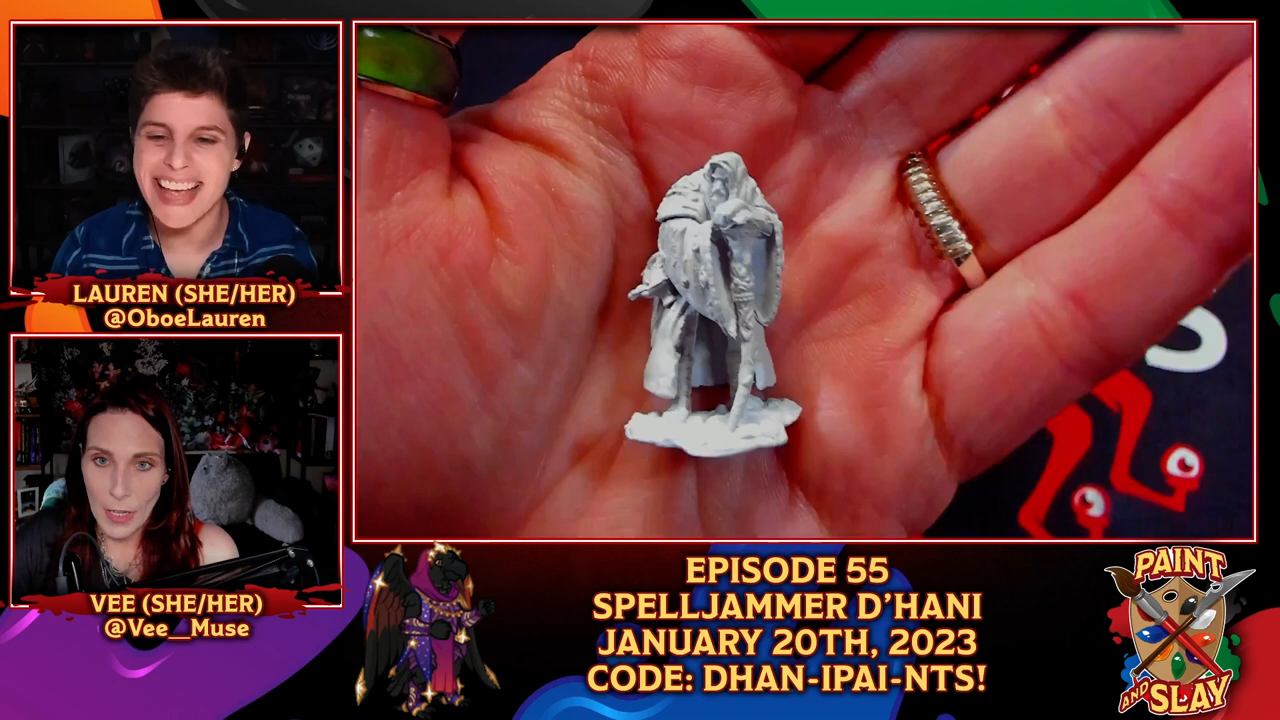 LAUREN (SHE/HER)
@OboeLauren
VEE (SHE/HER)
@Vee__Muse
EPISODE 55
SPELLJAMMER D’HANI
JANUARY 20TH, 2023
CODE: DHAN-IPAI-NTS!
PAINT
AND SLAY